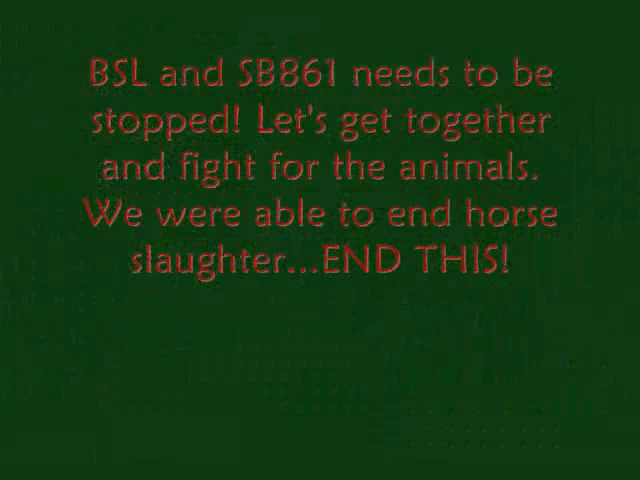 BSL and SB861 needs to be
stopped! Let's get together
and fight for the animals.
We were able to end horse
slaughter...END THIS!